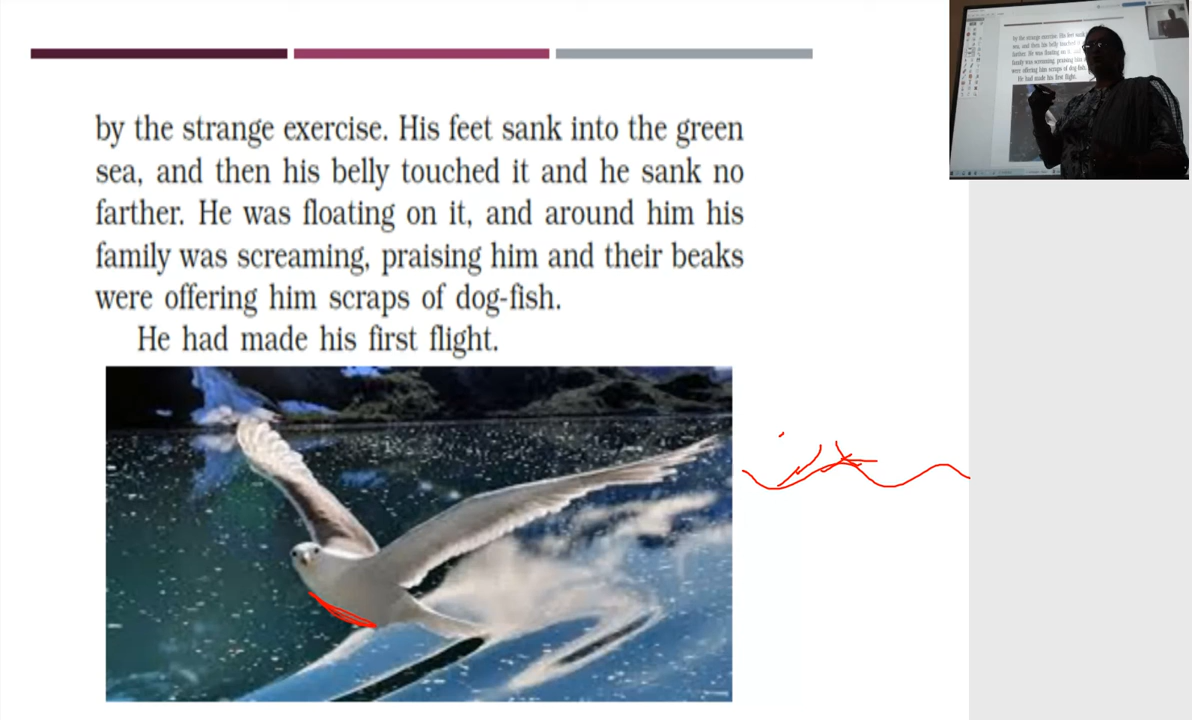 by the strange exercise. His feet sank into the green
sea, and then his belly touched it and he sank no
farther. He was floating on it, and around him his
family was screaming, praising him and their beaks
were offering him scraps of dog-fish.
He had made his first flight.